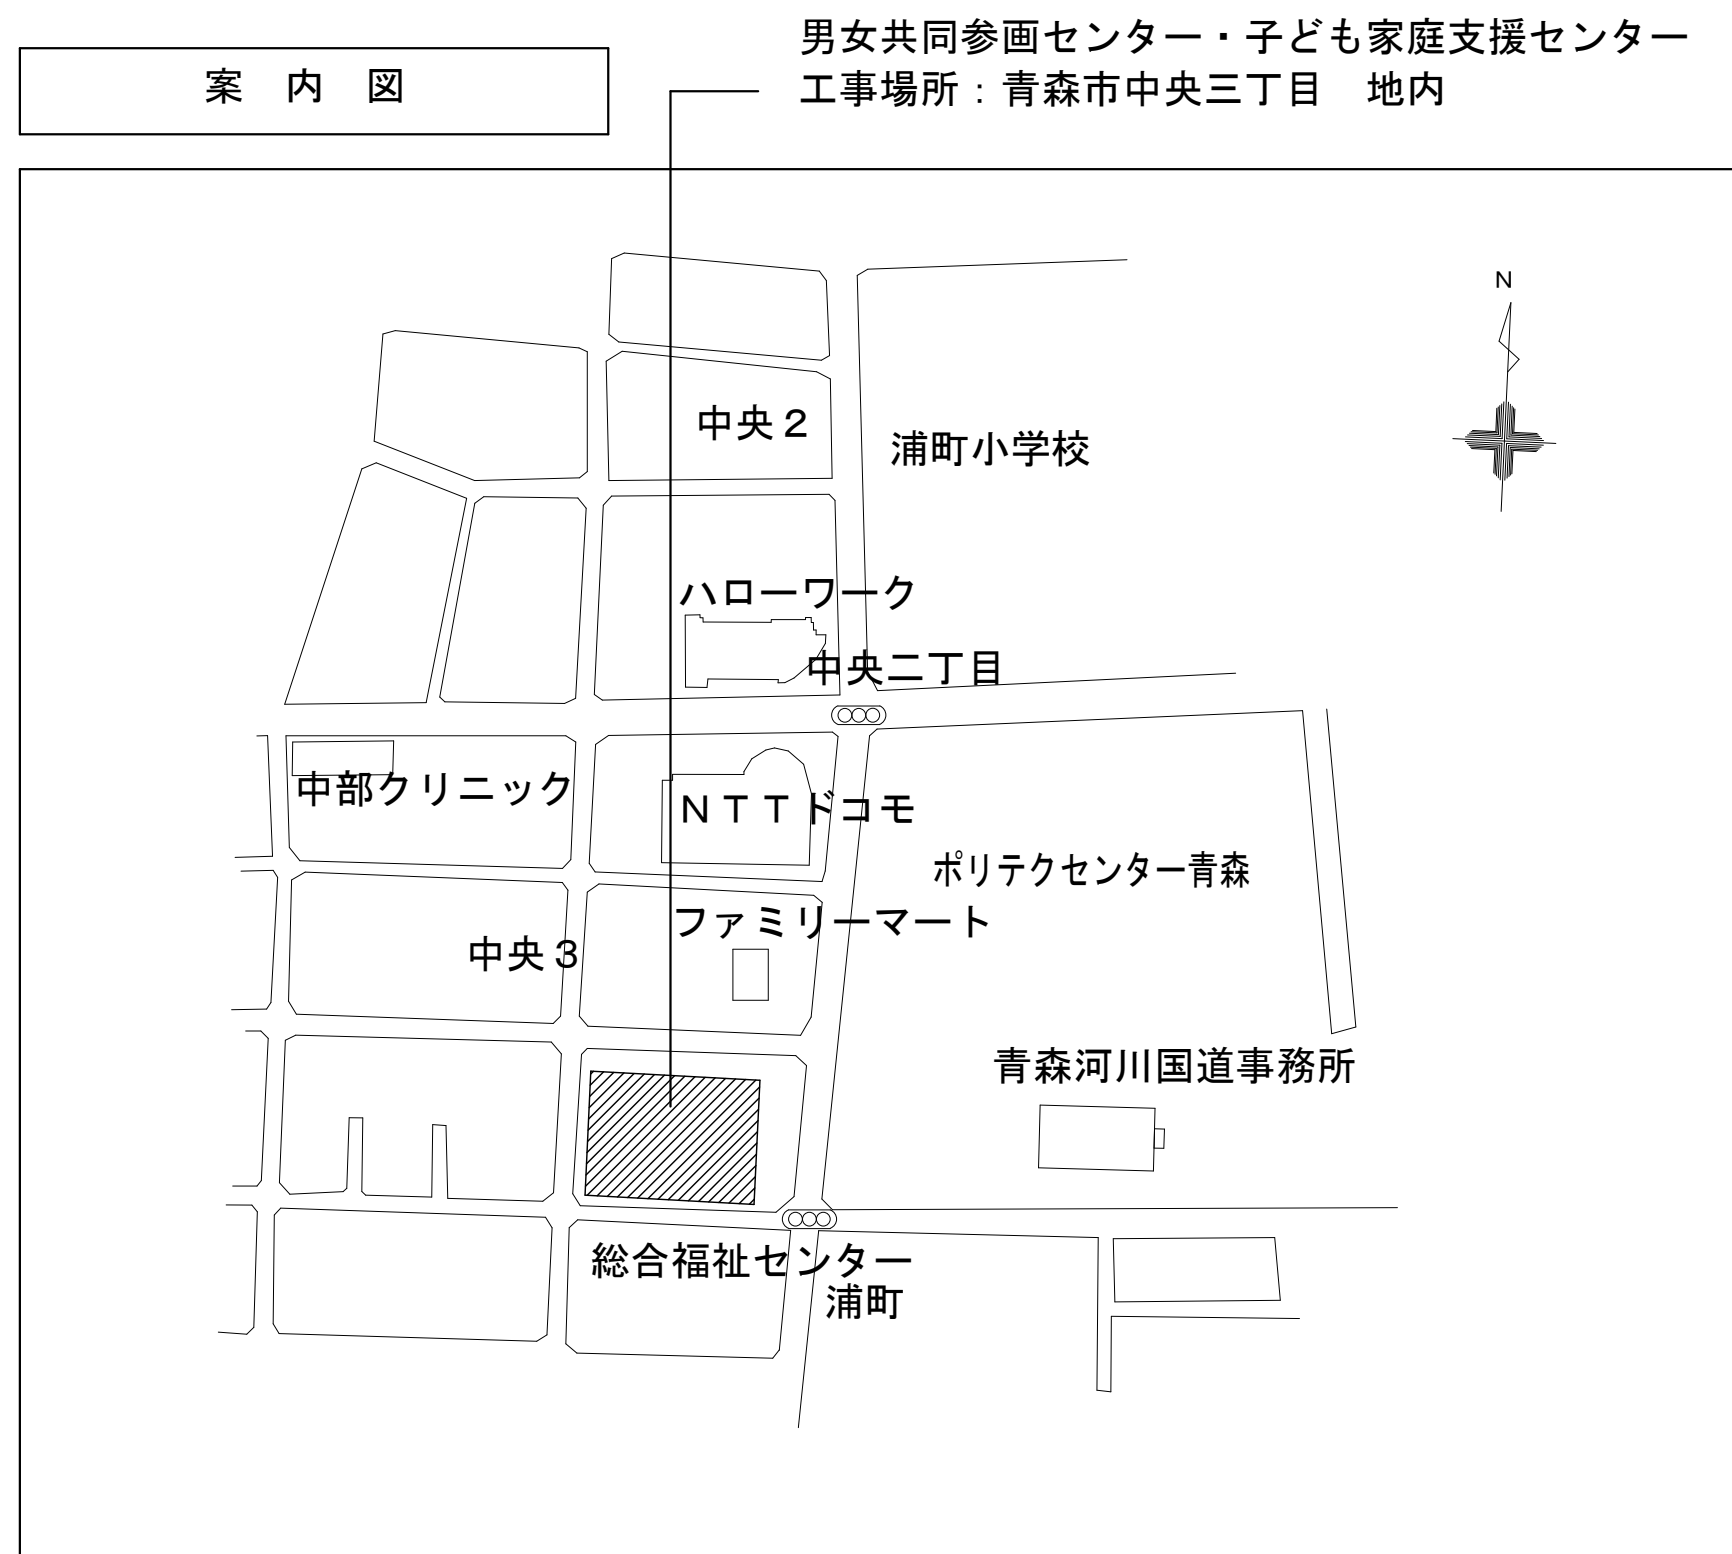 男女共同参画センター・子ども家庭支援センター
案　内　図
工事場所：青森市中央三丁目　地内
N
中央２
浦町小学校
ハローワーク
中央二丁目
中部クリニック
ＮＴＴドコモ
ポリテクセンター青森
ファミリーマート
中央３
青森河川国道事務所
総合福祉センター
浦町